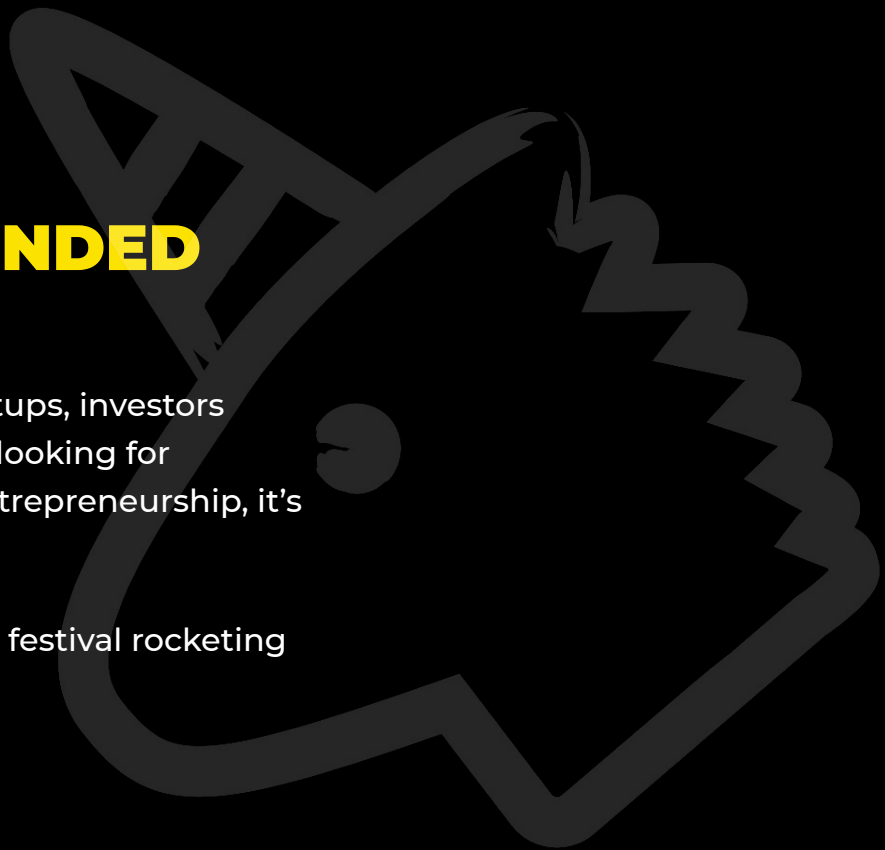 NDED
tups, investors
looking for
trepreneurship, it’s
festival rocketing